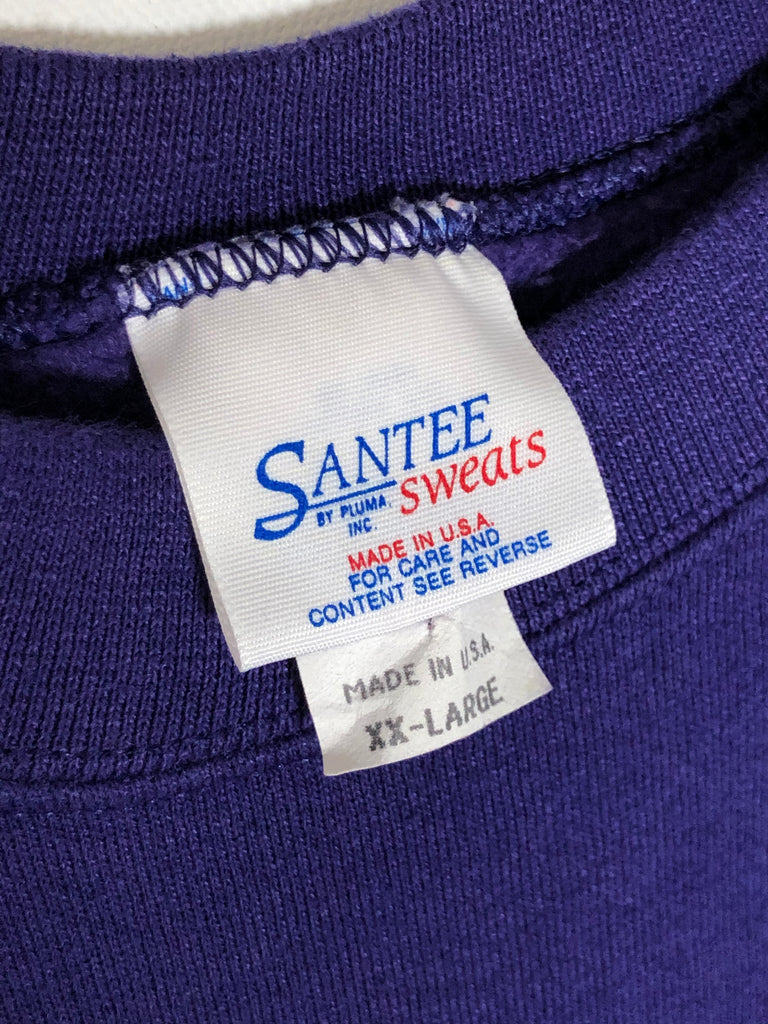 SANTEE
sweats
BY PLUMA,
INC.
MADE IN U.S.A.
FOR CARE AND
CONTENT SEE REVERSE
MADE IN U.S.A.
XX-LARGE